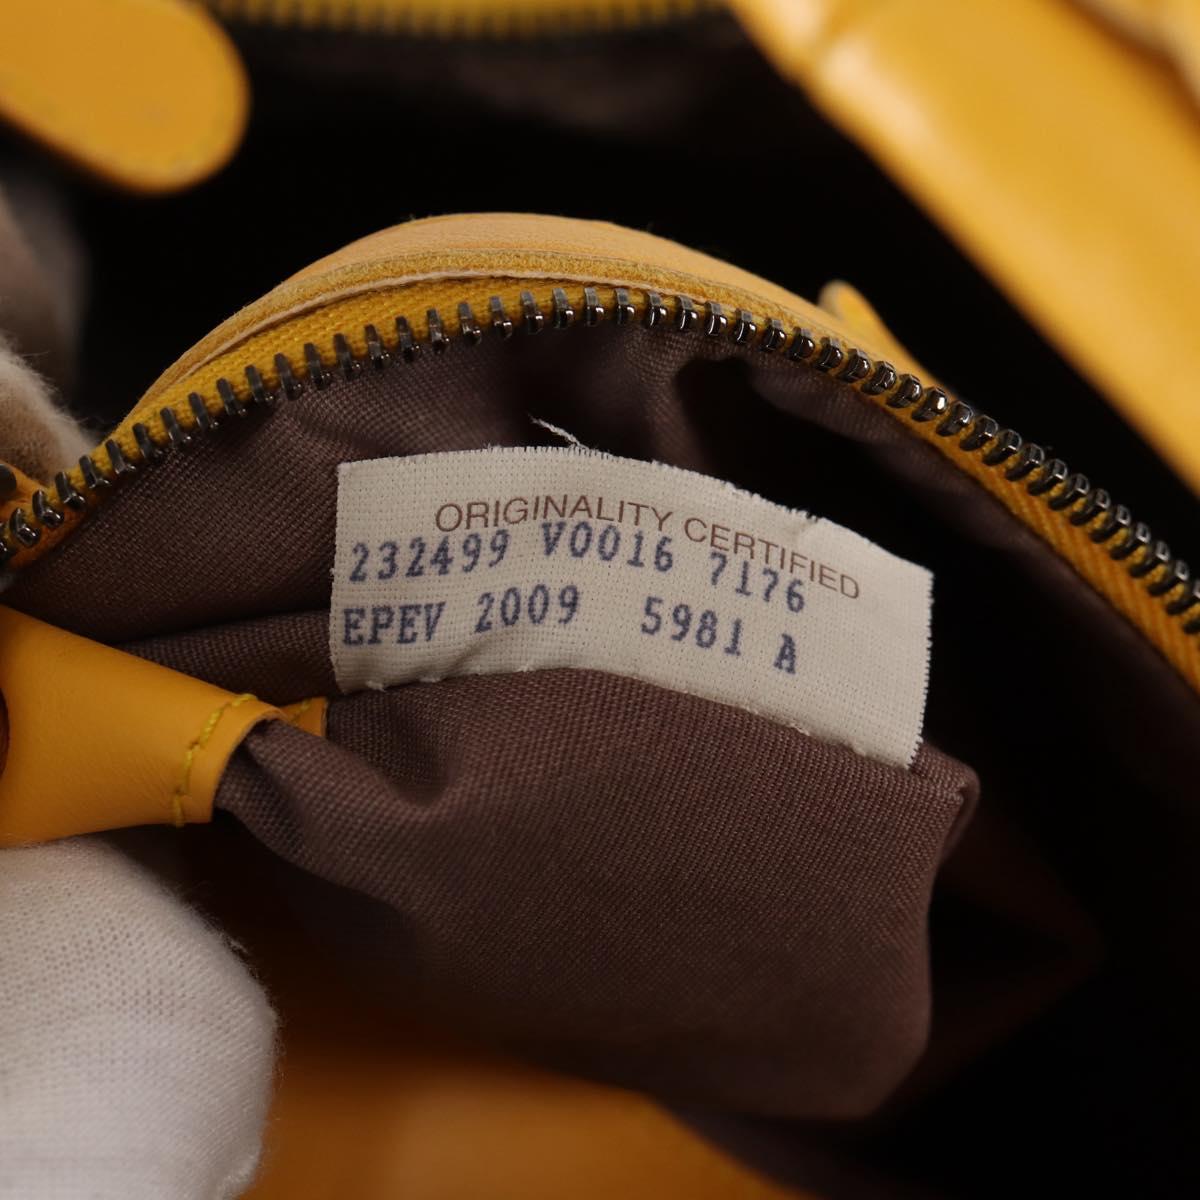 ORIGINALITY CERTIFIED
232499 V0016 7176
EPEV 2009 5981 A